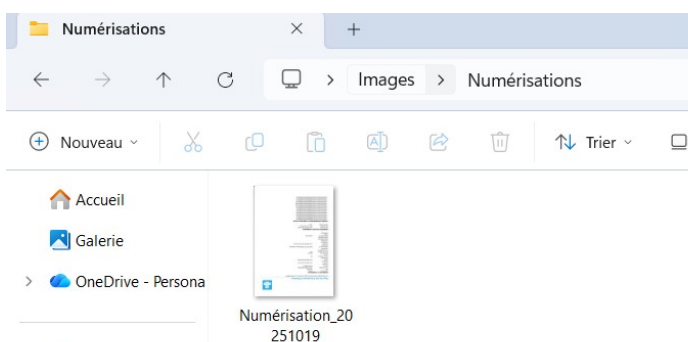 Numérisations
Images > Numérisations
Nouveau Trier
Accueil
Galerie
OneDrive - Persona
Numérisation_20
251019